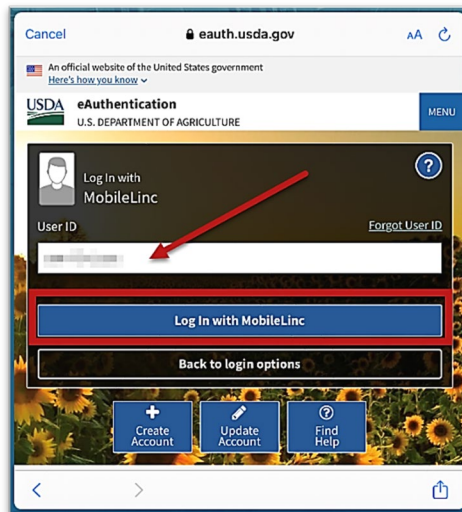 Cancel
eauth.usda.gov
AA
An official website of the United States government
Here's how you know
USDA
eAuthentication
U.S. DEPARTMENT OF AGRICULTURE
MENU
Log In with
MobileLinc
?
User ID
Forgot User ID
Log In with MobileLinc
Back to login options
Create
Account
Update
Account
?
Find
Help